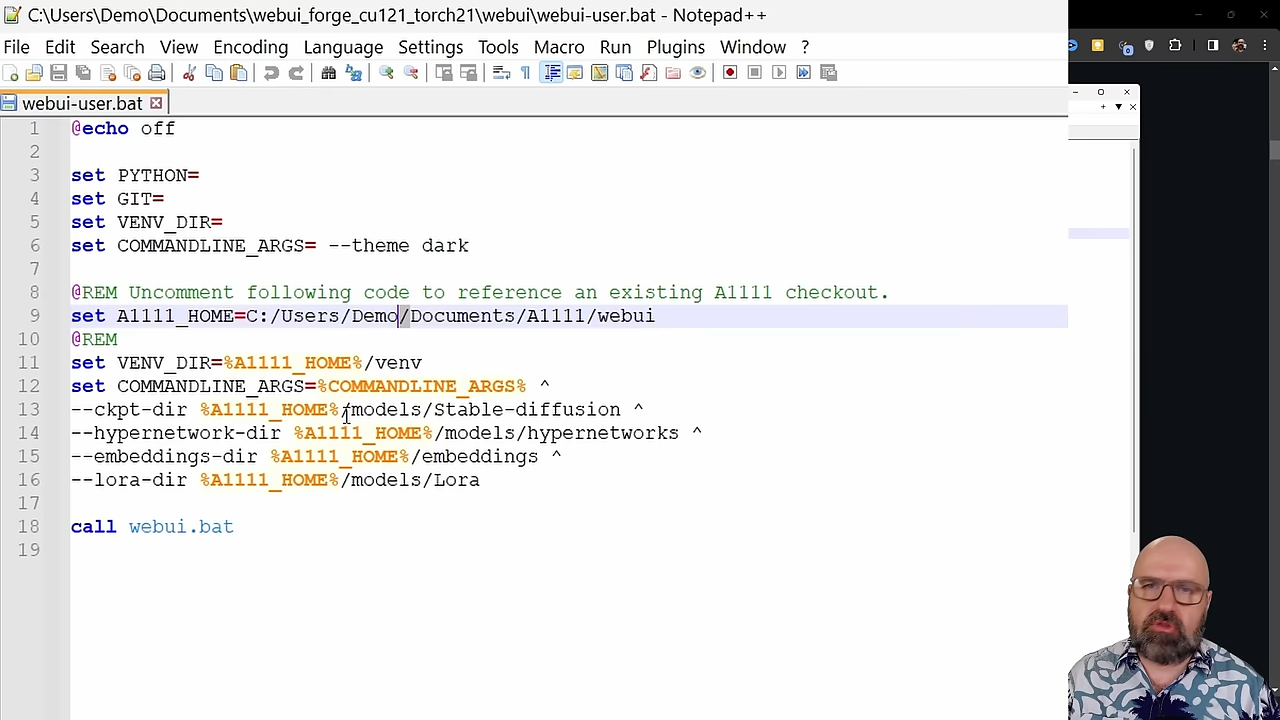 C:\Users\Demo\Documents\webui_forge_cu121_torch21\webui\webui-user.bat - Notepad++
File Edit Search View Encoding Language Settings Tools Macro Run Plugins Window ?
webui-user.bat
1 @echo off
2
3 set PYTHON=
4 set GIT=
5 set VENV_DIR=
6 set COMMANDLINE_ARGS= --theme dark
7
8 @REM Uncomment following code to reference an existing A1111 checkout.
9 set A1111_HOME=C:/Users/Demo/Documents/A1111/webui
10 @REM
11 set VENV_DIR=%A1111_HOME%/venv
12 set COMMANDLINE_ARGS=%COMMANDLINE_ARGS% ^
13 --ckpt-dir %A1111_HOME%/models/Stable-diffusion ^
14 --hypernetwork-dir %A1111_HOME%/models/hypernetworks ^
15 --embeddings-dir %A1111_HOME%/embeddings ^
16 --lora-dir %A1111_HOME%/models/Lora
17
18 call webui.bat
19